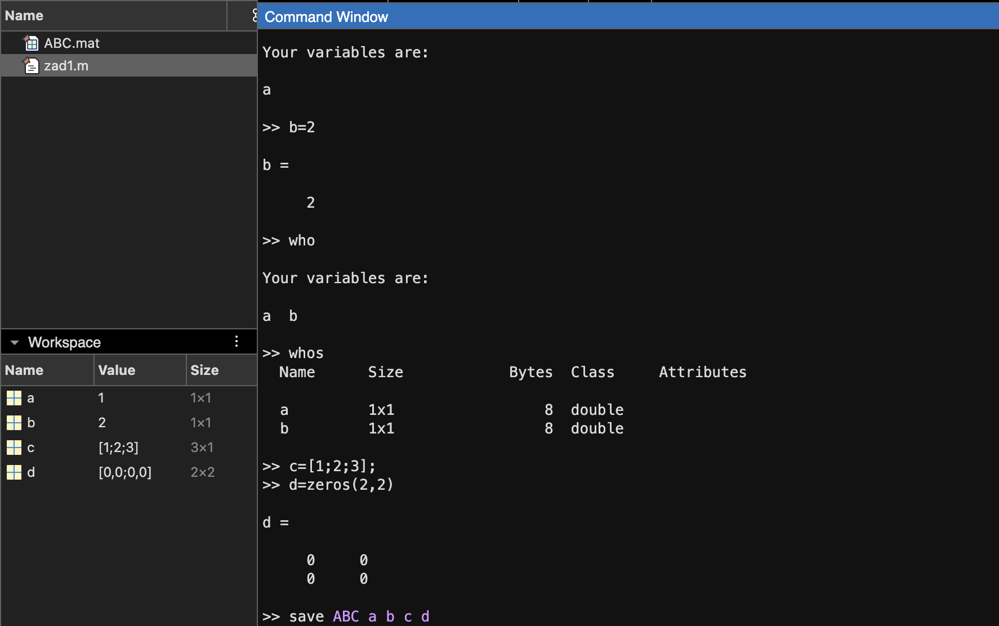 Name
ABC.mat
zad1.m
Workspace
Name Value Size
a 1 1×1
b 2 1×1
c [1;2;3] 3×1
d [0,0;0,0] 2×2
Command Window
Your variables are:
a
>> b=2
b =
2
>> who
Your variables are:
a b
>> whos
Name Size Bytes Class Attributes
a 1x1 8 double
b 1x1 8 double
>> c=[1;2;3];
>> d=zeros(2,2)
d =
0 0
0 0
>> save ABC a b c d